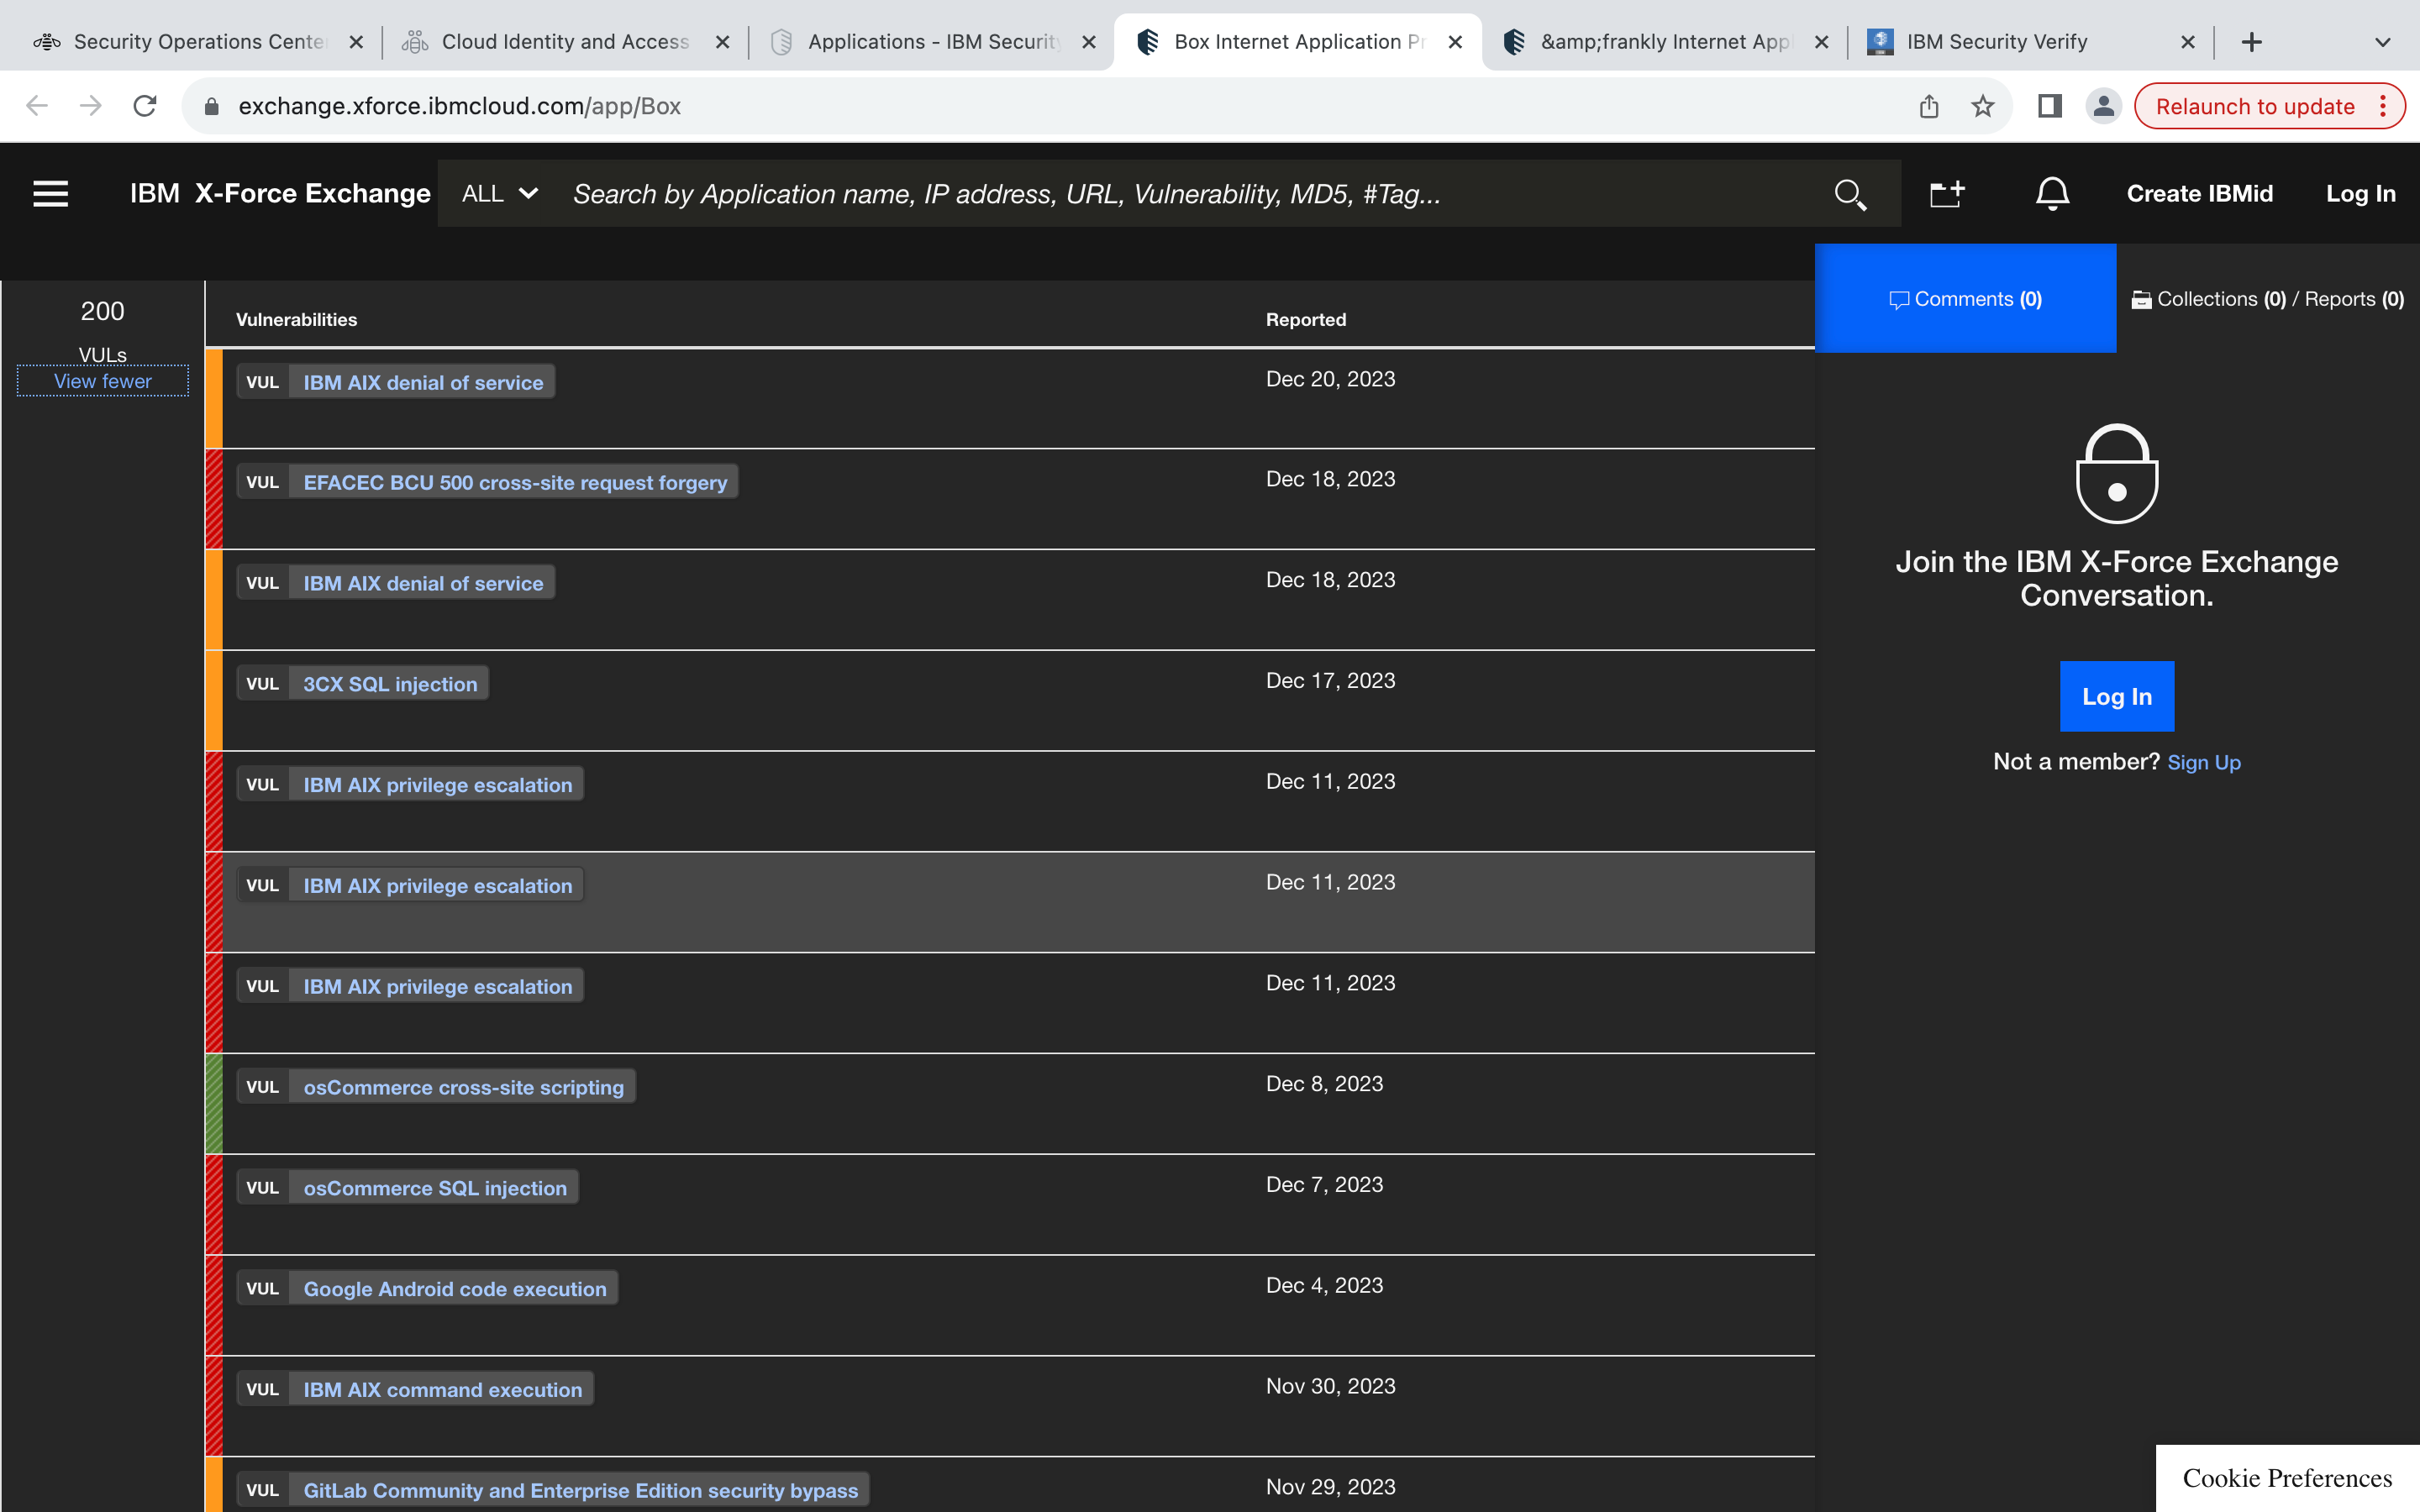 Security Operations Cente
Cloud Identity and Access
Applications - IBM Security
Box Internet Application Pr
&amp;frankly Internet App
IBM Security Verify
exchange.xforce.ibmcloud.com/app/Box
Relaunch to update
IBM X-Force Exchange
ALL
Search by Application name, IP address, URL, Vulnerability, MD5, #Tag...
Create IBMid
Log In
200
VULs
View fewer
Vulnerabilities Reported
VUL IBM AIX denial of service Dec 20, 2023
VUL EFACEC BCU 500 cross-site request forgery Dec 18, 2023
VUL IBM AIX denial of service Dec 18, 2023
VUL 3CX SQL injection Dec 17, 2023
VUL IBM AIX privilege escalation Dec 11, 2023
VUL IBM AIX privilege escalation Dec 11, 2023
VUL IBM AIX privilege escalation Dec 11, 2023
VUL osCommerce cross-site scripting Dec 8, 2023
VUL osCommerce SQL injection Dec 7, 2023
VUL Google Android code execution Dec 4, 2023
VUL IBM AIX command execution Nov 30, 2023
VUL GitLab Community and Enterprise Edition security bypass Nov 29, 2023
Comments (0)
Collections (0) / Reports (0)
Join the IBM X-Force Exchange
Conversation.
Log In
Not a member? Sign Up
Cookie Preferences